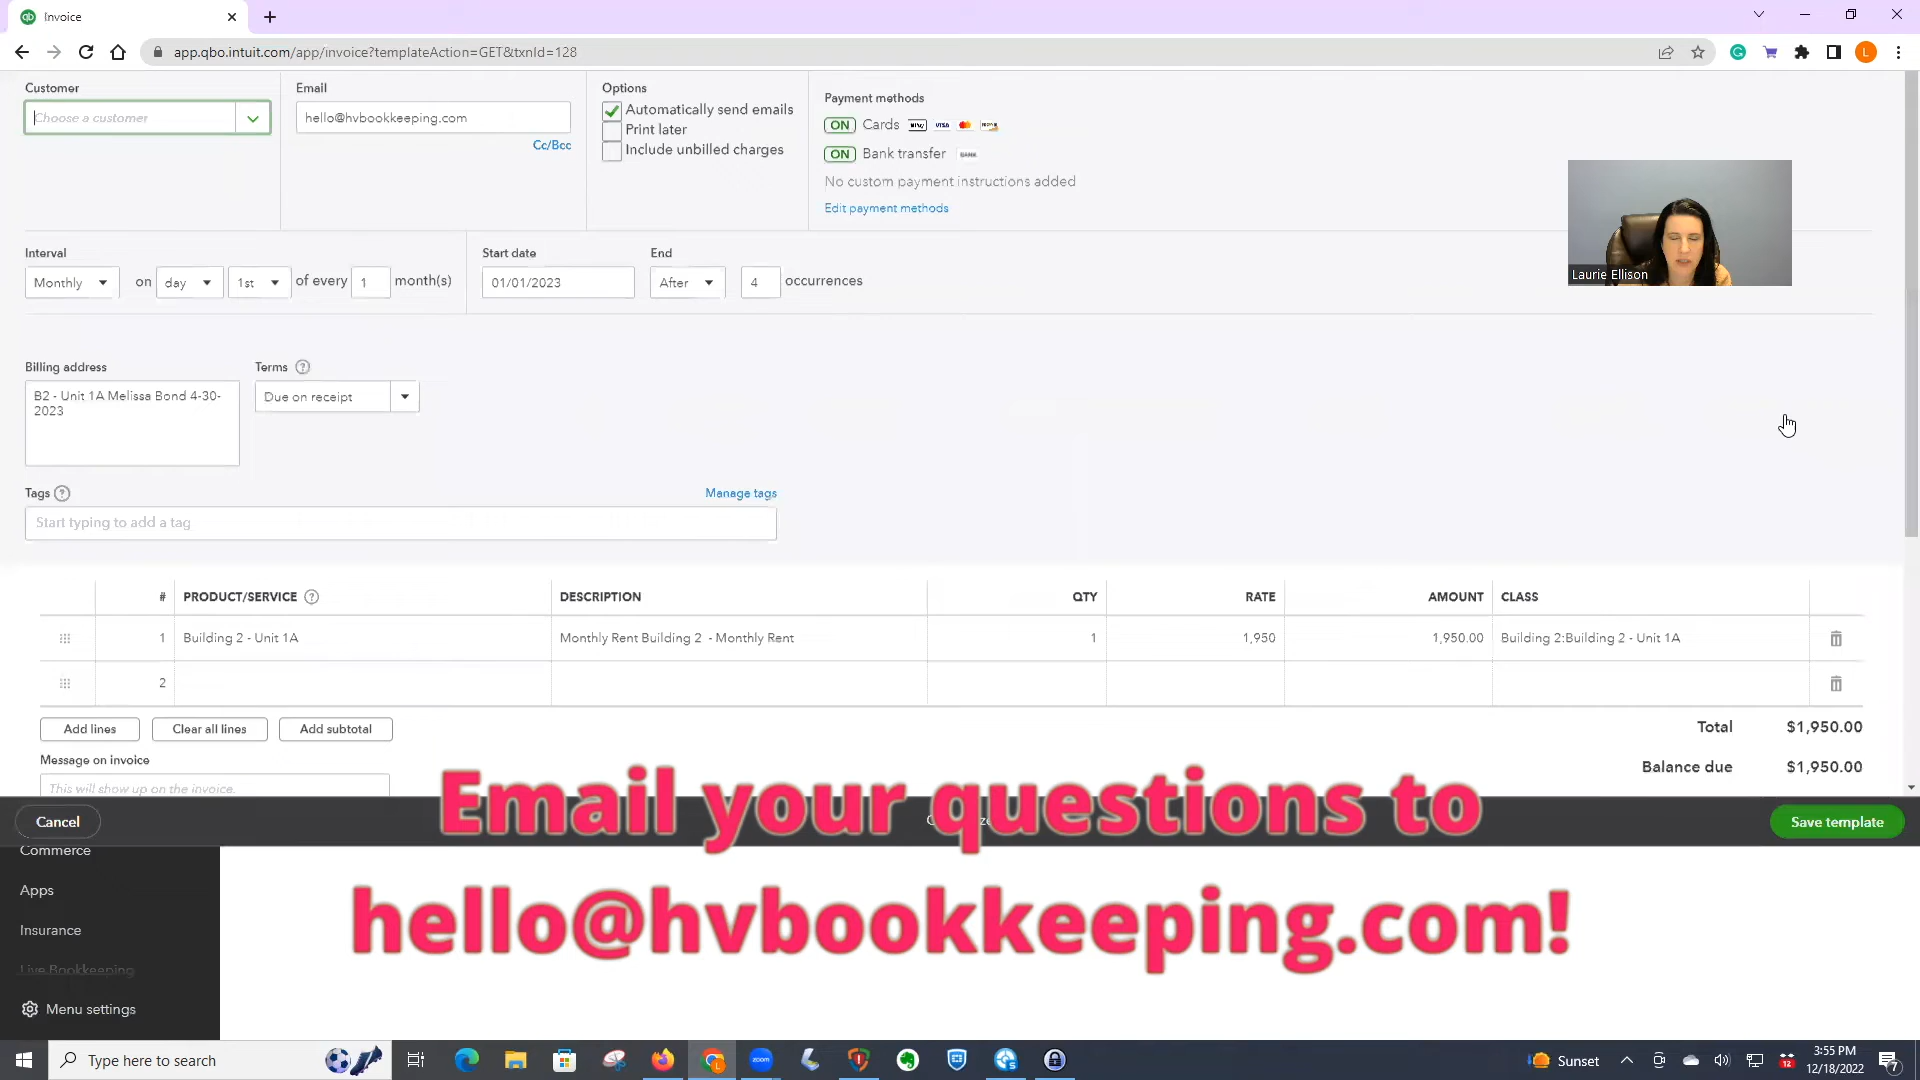 Invoice
app.qbo.intuit.com/app/invoice?templateAction=GET&txnId=128
L
Customer
Choose a customer
Email
hello@hvbookkeeping.com
Cc/Bcc
Options
Automatically send emails
Print later
Include unbilled charges
Payment methods
ON Cards VISA
ON Bank transfer BANK
No custom payment instructions added
Edit payment methods
Laurie Ellison
Interval
Monthly on day 1st of every 1 month(s)
Start date
01/01/2023
End
After 4 occurrences
Billing address
B2 - Unit 1A Melissa Bond 4-30-
2023
Terms
Due on receipt
Tags
Manage tags
Start typing to add a tag
# PRODUCT/SERVICE DESCRIPTION QTY RATE AMOUNT CLASS
1 Building 2 - Unit 1A Monthly Rent Building 2 - Monthly Rent 1 1,950 1,950.00 Building 2:Building 2 - Unit 1A
2
Add lines Clear all lines Add subtotal
Total $1,950.00
Message on invoice
This will show up on the invoice.
Balance due $1,950.00
Cancel
Save template
Email your questions to
hello@hvbookkeeping.com!
Commerce
Apps
Insurance
Live Bookkeeping
Menu settings
Type here to search
zoom
Sunset
12
3:55 PM
12/18/2022
7